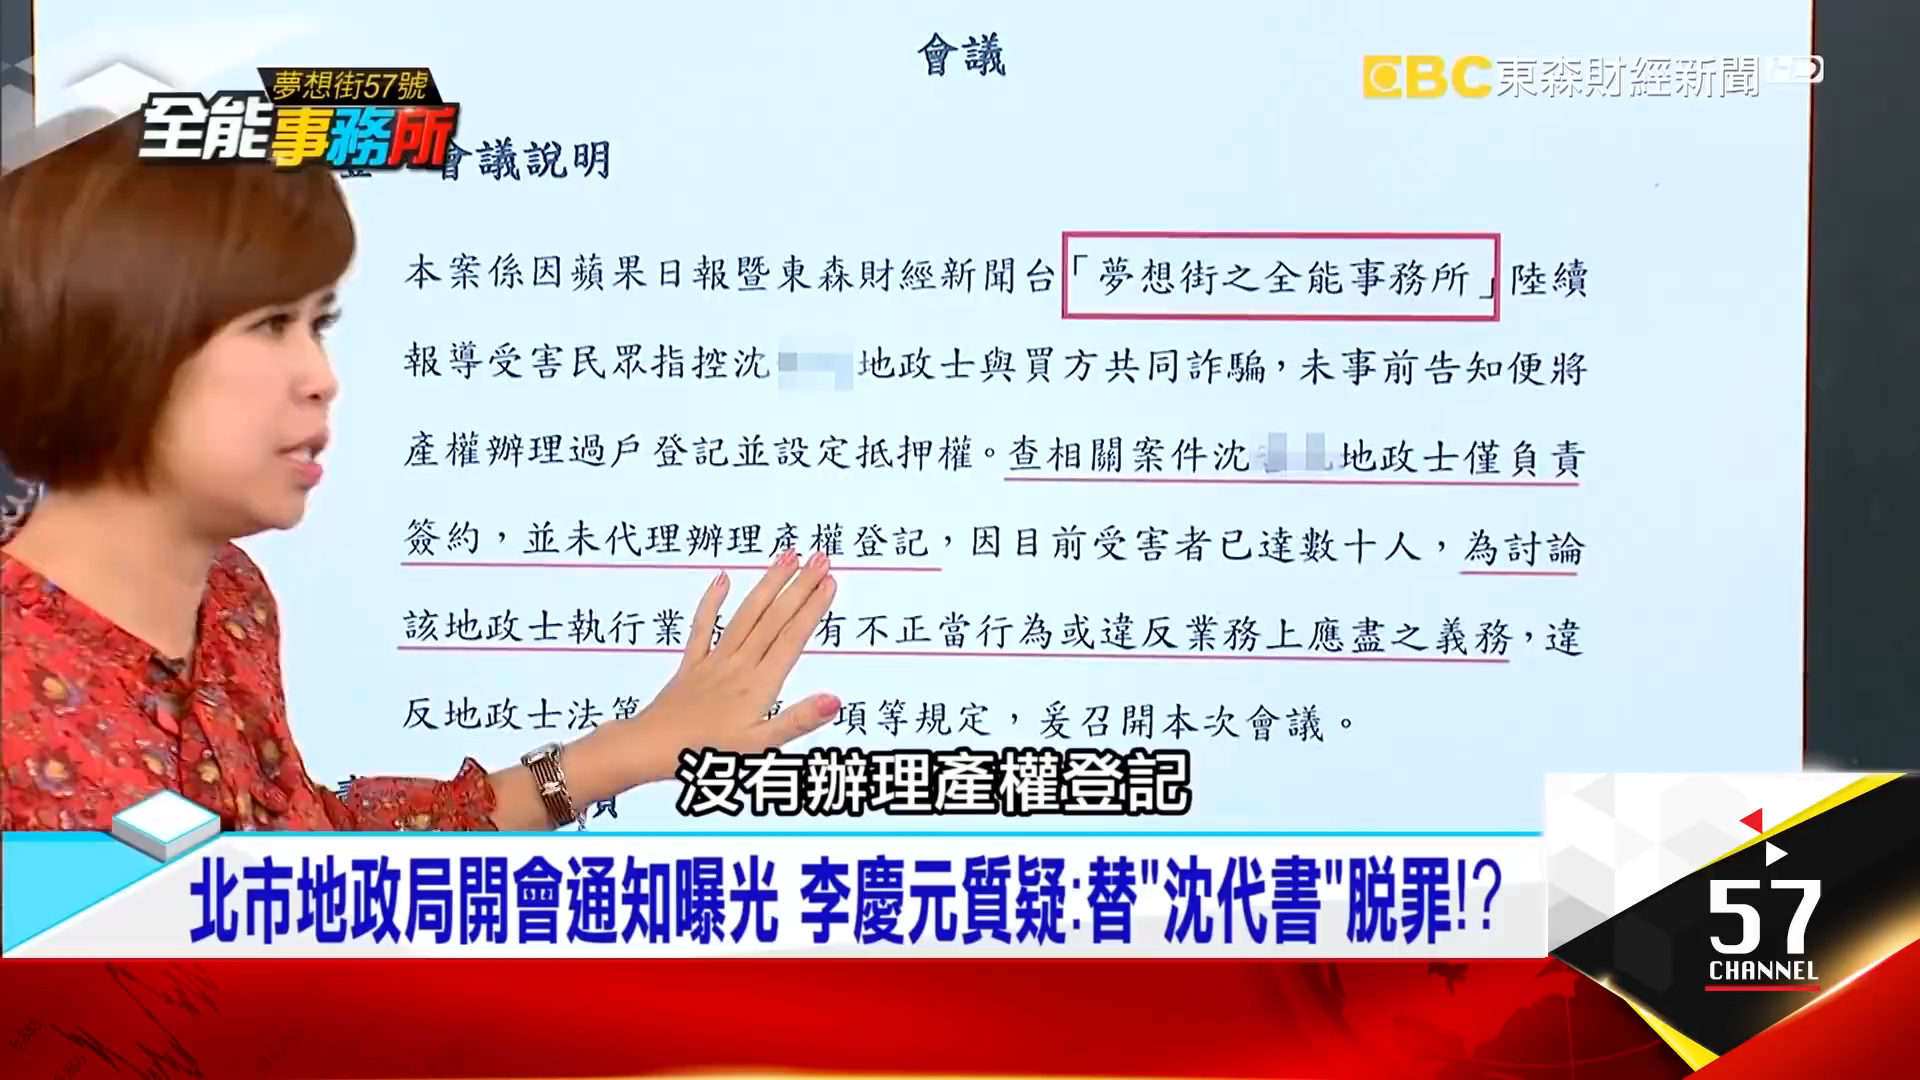 會議
EBC東森財經新聞
HD
夢想街57號
全能事務所
會議說明
本案係因蘋果日報暨東森財經新聞台「夢想街之全能事務所」陸續
報導受害民眾指控沈 地政士與買方共同詐騙，未事前告知便將
產權辦理過戶登記並設定抵押權。查相關案件沈 地政士僅負責
簽約，並未代理辦理產權登記，因目前受害者已達數十人，為討論
該地政士執行業務 有不正當行為或違反業務上應盡之義務，違
反地政士法第 項等規定，爰召開本次會議。
沒有辦理產權登記
北市地政局開會通知曝光 李慶元質疑:替"沈代書"脫罪!?
57
CHANNEL